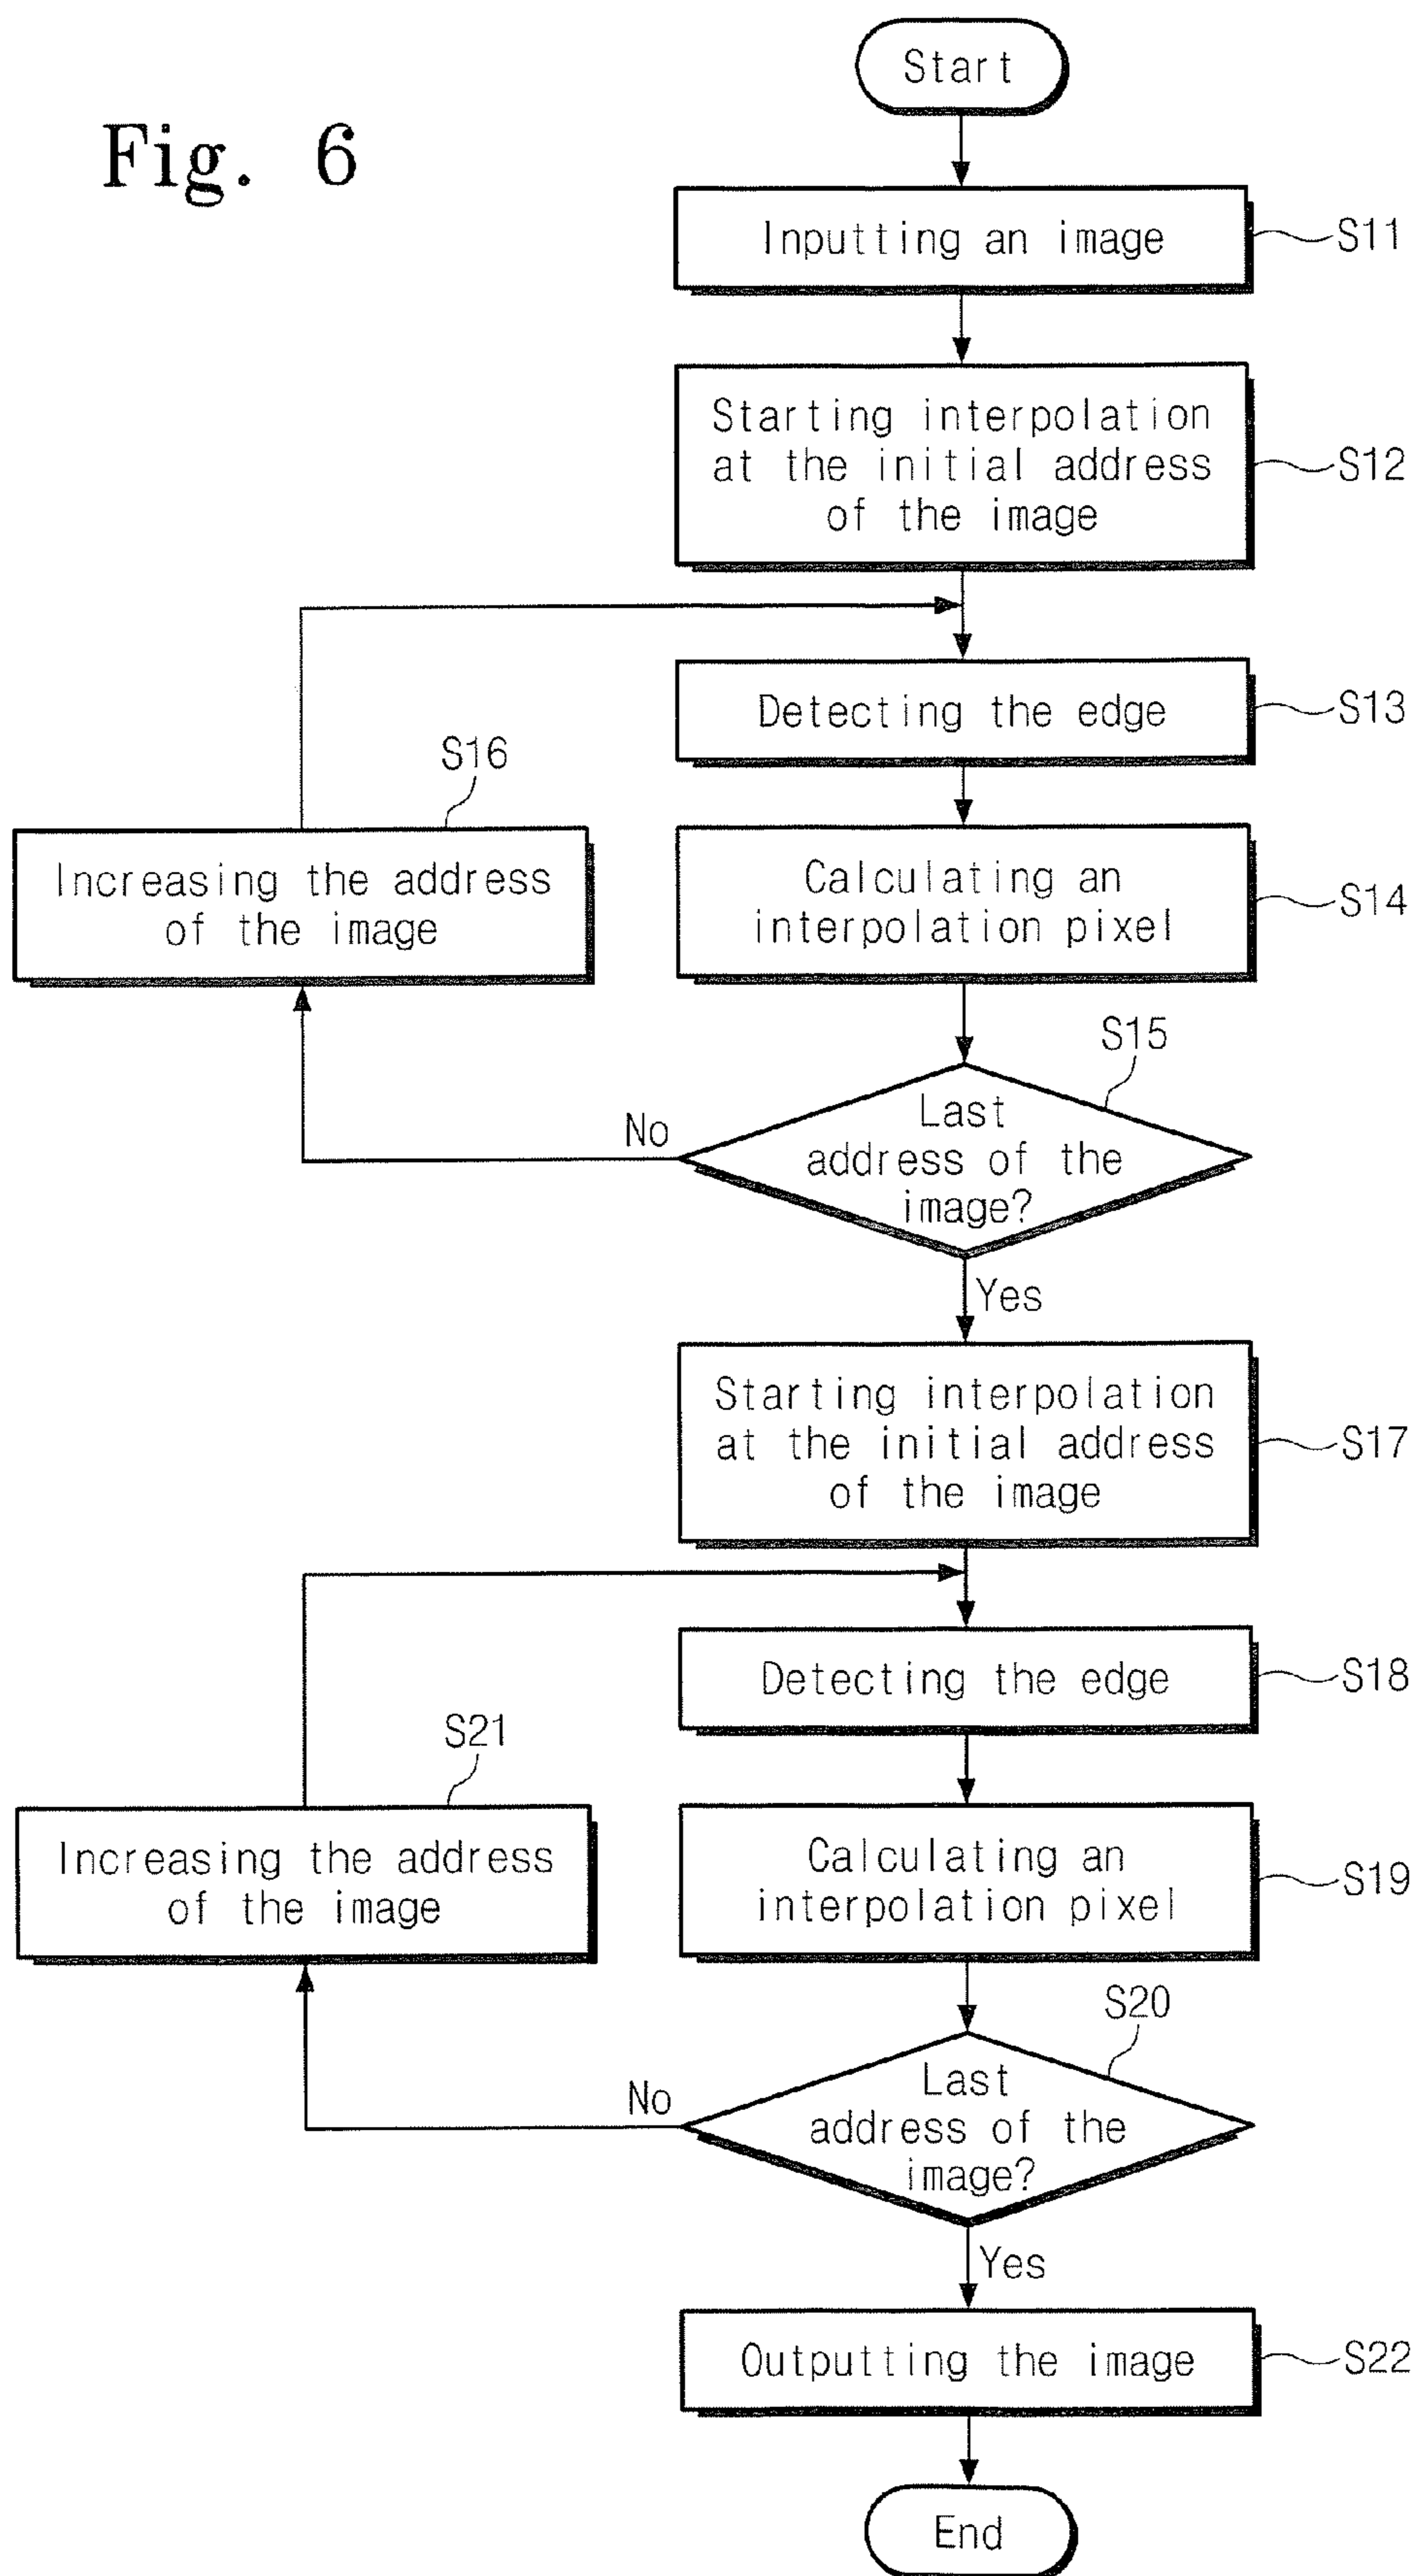 Fig. 6
Start
Inputting an image
S11
Starting interpolation
at the initial address
of the image
S12
Detecting the edge
S13
S16
Increasing the address
of the image
Calculating an
interpolation pixel
S14
S15
Last
address of the
image?
No
Yes
Starting interpolation
at the initial address
of the image
S17
Detecting the edge
S18
S21
Increasing the address
of the image
Calculating an
interpolation pixel
S19
S20
Last
address of the
image?
No
Yes
Outputting the image
S22
End